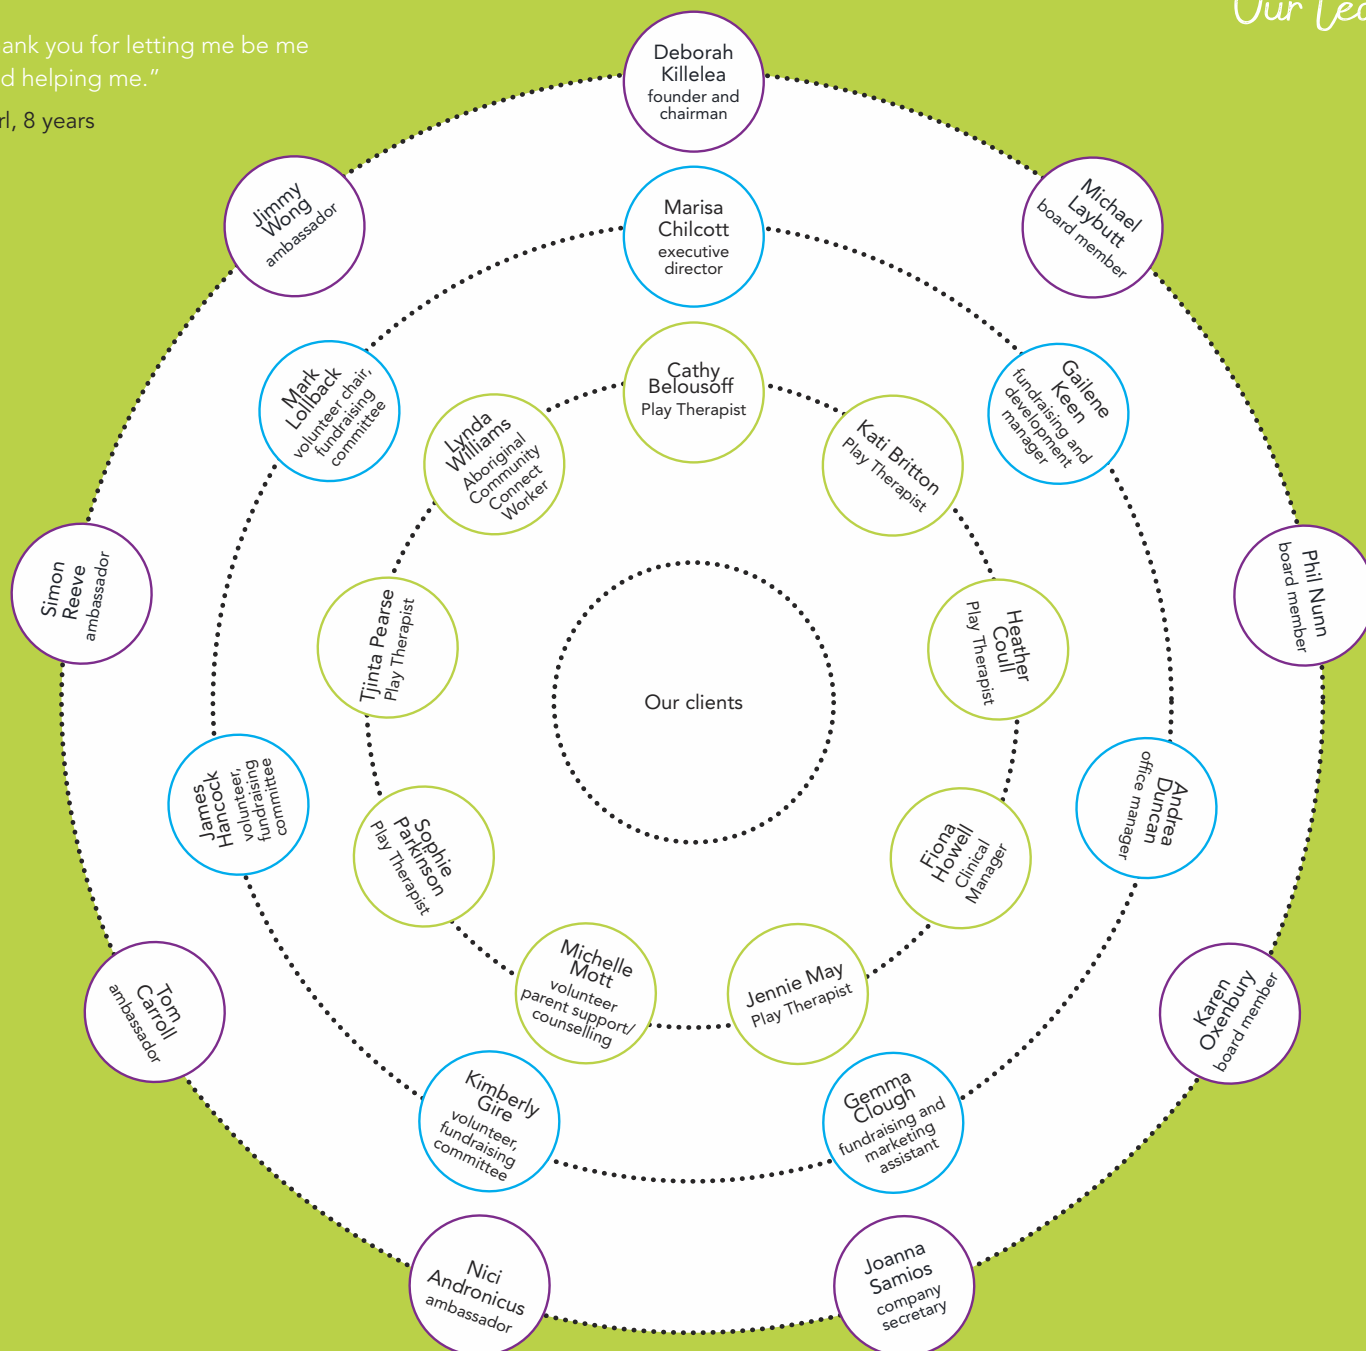 Our
ank you for letting me be me
d helping me.”
rl, 8 years
Deborah
Killelea
founder and
chairman
Michael
Laybutt
board member
Phil Nunn
board member
Karen
Oxenbury
board member
Joanna
Samios
company
secretary
Nici
Andronicus
ambassador
Tom
Carroll
ambassador
Simon
Reeve
ambassador
Jimmy
Wong
ambassador
Marisa
Chilcott
executive
director
Gailene
Keen
fundraising and
development
manager
Andrea
Duncan
office manager
Gemma
Clough
fundraising and
marketing
assistant
Kimberly
Gire
volunteer,
fundraising
committee
James
Hancock
volunteer,
fundraising
committee
Mark
Lollback
volunteer chair,
fundraising
committee
Cathy
Belousoff
Play Therapist
Kati Britton
Play Therapist
Heather
Coull
Play Therapist
Fiona
Howell
Clinical
Manager
Jennie May
Play Therapist
Michelle
Mott
volunteer
parent support/
counselling
Sophie
Parkinson
Play Therapist
Tjinta Pearse
Play Therapist
Lynda
Williams
Aboriginal
Community
Connect
Worker
Our clients